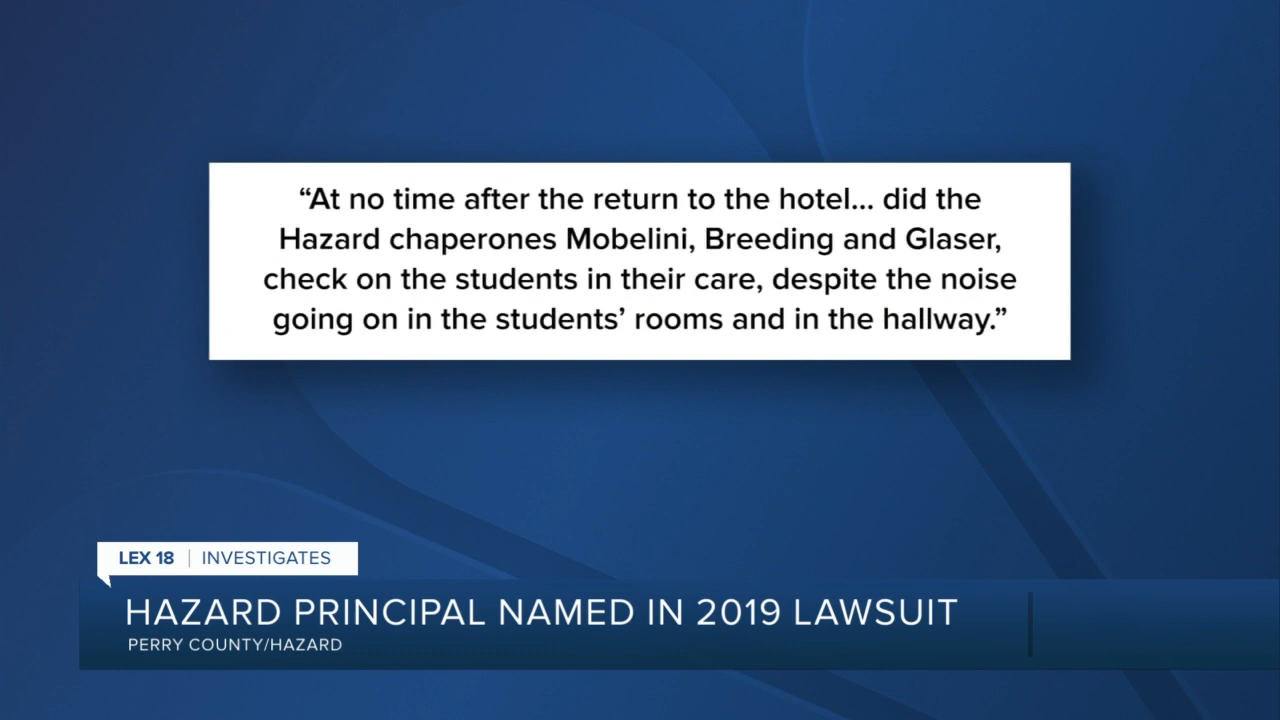 “At no time after the return to the hotel... did the
Hazard chaperones Mobelini, Breeding and Glaser,
check on the students in their care, despite the noise
going on in the students’ rooms and in the hallway.”
LEX 18 | INVESTIGATES
HAZARD PRINCIPAL NAMED IN 2019 LAWSUIT
PERRY COUNTY/HAZARD